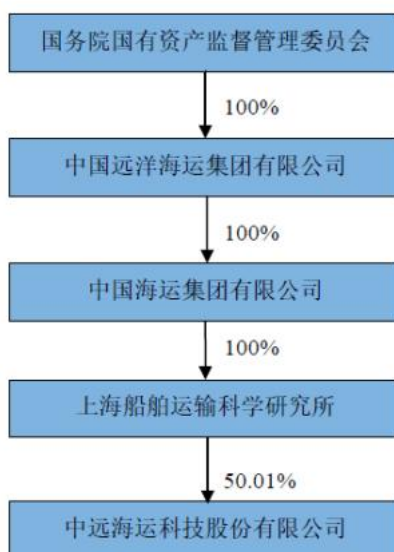 国务院国有资产监督管理委员会
100%
中国远洋海运集团有限公司
100%
中国海运集团有限公司
100%
上海船舶运输科学研究所
50.01%
中远海运科技股份有限公司